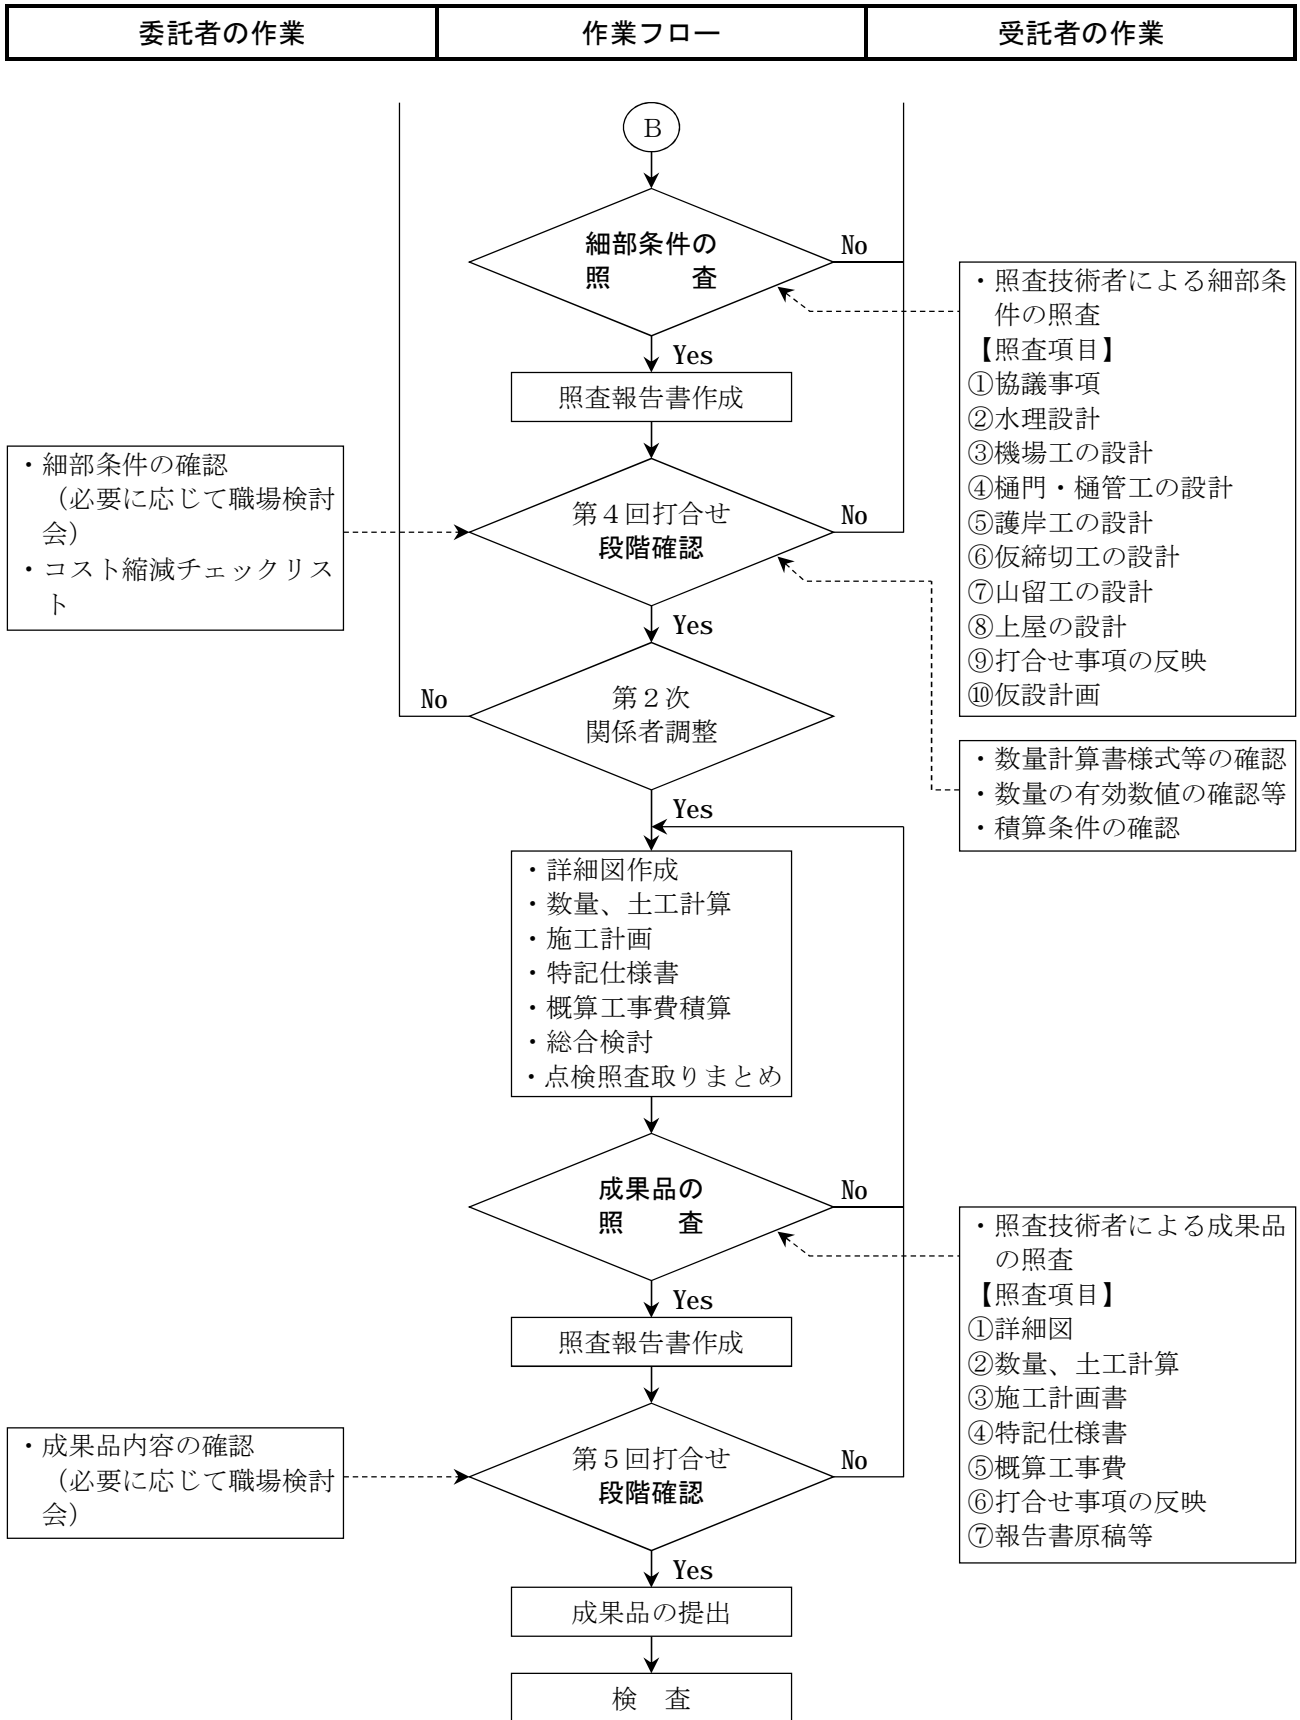 委託者の作業
作業フロー
受託者の作業
B
細部条件の
照　　査
No
・照査技術者による細部条
件の照査
【照査項目】
①協議事項
②水理設計
③機場工の設計
④樋門・樋管工の設計
⑤護岸工の設計
⑥仮締切工の設計
⑦山留工の設計
⑧上屋の設計
⑨打合せ事項の反映
⑩仮設計画
Yes
照査報告書作成
・細部条件の確認
（必要に応じて職場検討
会）
・コスト縮減チェックリス
ト
第４回打合せ
段階確認
No
Yes
第２次
関係者調整
No
・数量計算書様式等の確認
・数量の有効数値の確認等
・積算条件の確認
Yes
・詳細図作成
・数量、土工計算
・施工計画
・特記仕様書
・概算工事費積算
・総合検討
・点検照査取りまとめ
成果品の
照　　査
No
・照査技術者による成果品
の照査
【照査項目】
①詳細図
②数量、土工計算
③施工計画書
④特記仕様書
⑤概算工事費
⑥打合せ事項の反映
⑦報告書原稿等
Yes
照査報告書作成
・成果品内容の確認
（必要に応じて職場検討
会）
第５回打合せ
段階確認
No
Yes
成果品の提出
検　査